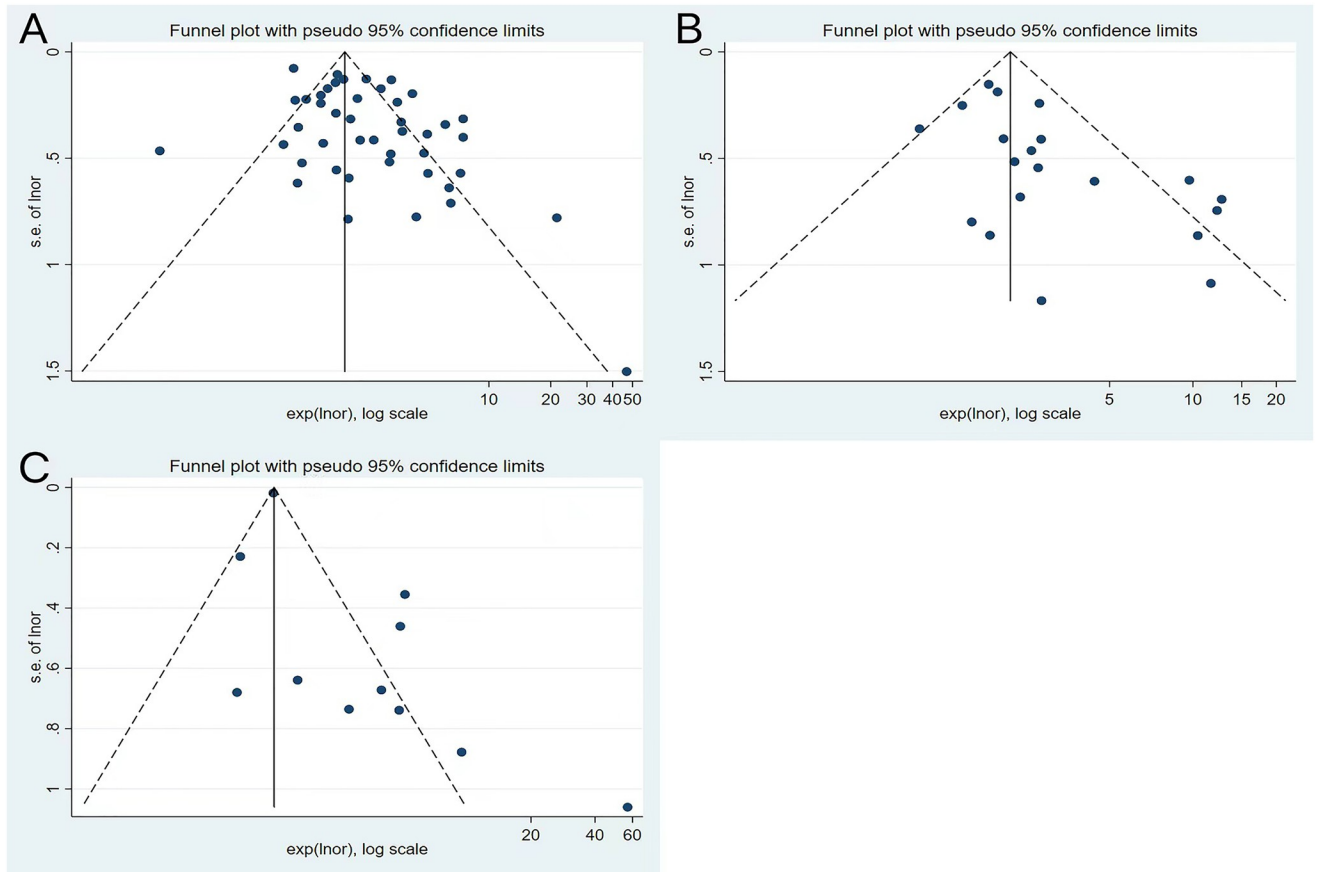 A
Funnel plot with pseudo 95% confidence limits
s.e. of lnor
0
.5
1
1.5
10 20 30 40 50
exp(lnor), log scale
B
Funnel plot with pseudo 95% confidence limits
s.e. of lnor
0
.5
1
1.5
5 10 15 20
exp(lnor), log scale
C
Funnel plot with pseudo 95% confidence limits
s.e. of lnor
0
.2
.4
.6
.8
1
20 40 60
exp(lnor), log scale